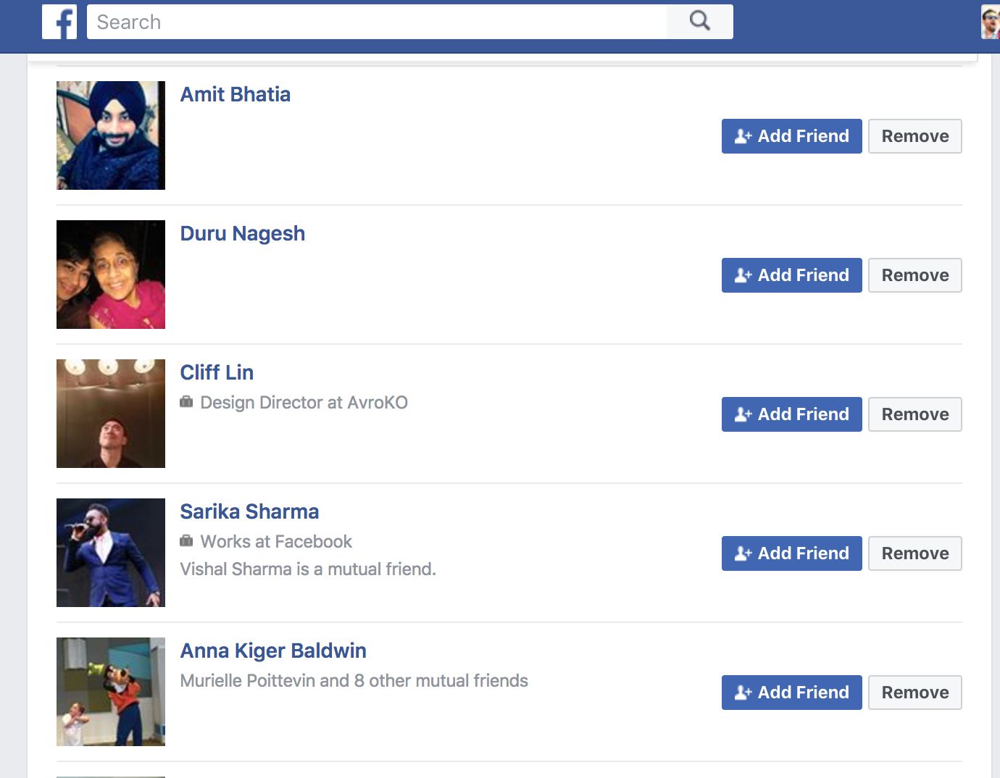 f
Search
Amit Bhatia
Add Friend
Remove
Duru Nagesh
Add Friend
Remove
Cliff Lin
Design Director at AvroKO
Add Friend
Remove
Sarika Sharma
Works at Facebook
Vishal Sharma is a mutual friend.
Add Friend
Remove
Anna Kiger Baldwin
Murielle Poittevin and 8 other mutual friends
Add Friend
Remove